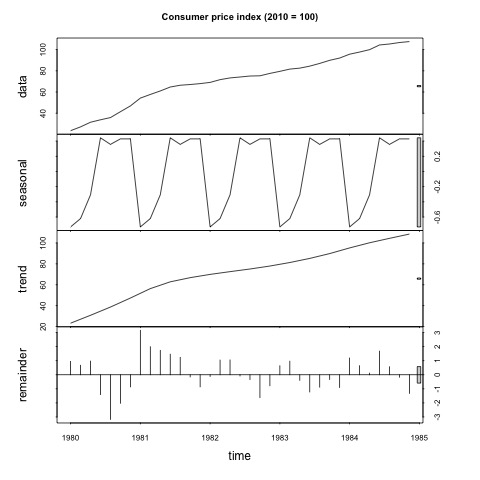 Consumer price index (2010 = 100)
data
40 60 80 100
seasonal
-0.6 -0.2 0.2
trend
20 40 60 80 100
remainder
-3 -2 -1 0 1 2 3
1980 1981 1982 1983 1984 1985
time